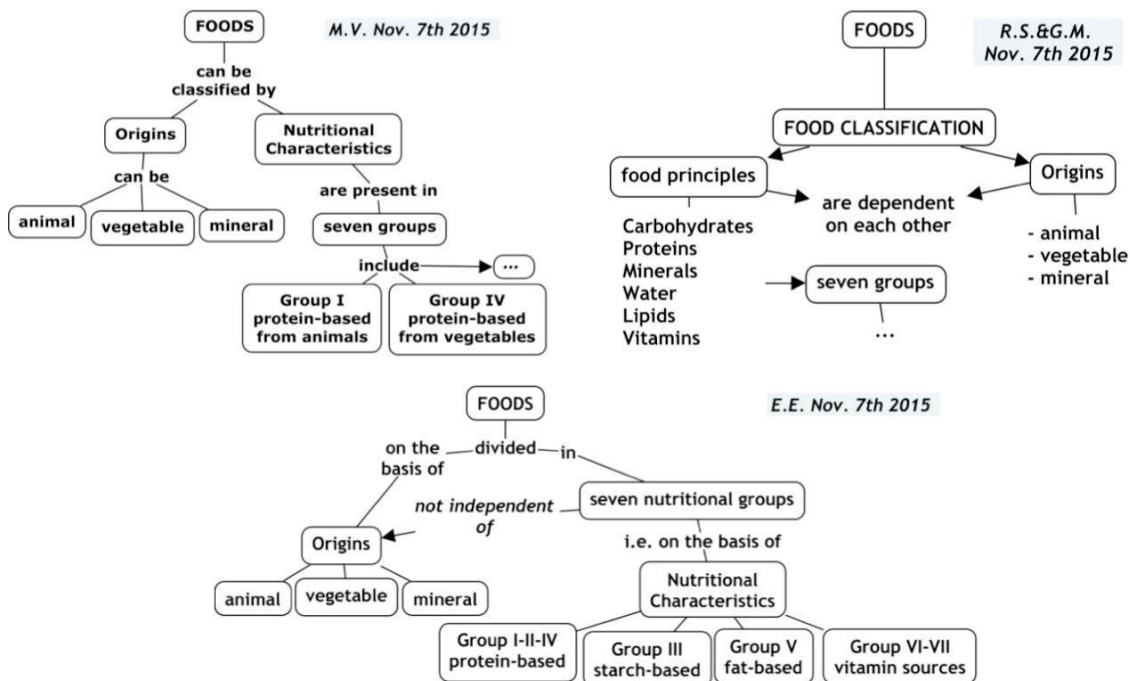 FOODS
M.V. Nov. 7th 2015
can be
classified by
Origins
Nutritional
Characteristics
can be
are present in
animal
vegetable
mineral
seven groups
include
...
Group I
protein-based
from animals
Group IV
protein-based
from vegetables
FOODS
R.S.&G.M.
Nov. 7th 2015
FOOD CLASSIFICATION
food principles
Origins
are dependent
on each other
Carbohydrates
Proteins
Minerals
Water
Lipids
Vitamins
- animal
- vegetable
- mineral
seven groups
...
FOODS
E.E. Nov. 7th 2015
on the
basis of
divided
in
not independent
of
seven nutritional groups
Origins
i.e. on the basis of
animal
vegetable
mineral
Nutritional
Characteristics
Group I-II-IV
protein-based
Group III
starch-based
Group V
fat-based
Group VI-VII
vitamin sources